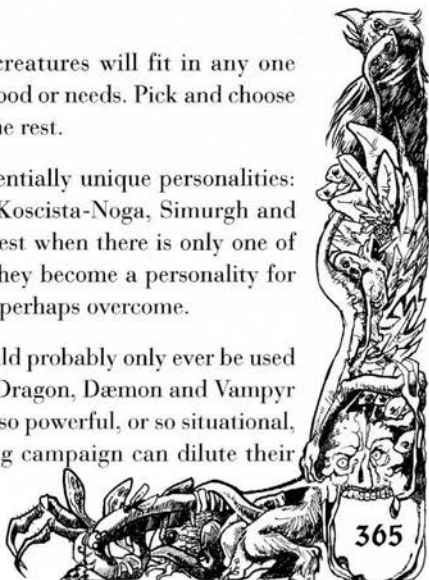 creatures will fit in any one
ood or needs. Pick and choose
ne rest.
entially unique personalities:
Koscista-Noga, Simurgh and
est when there is only one of
hey become a personality for
perhaps overcome.
ld probably only ever be used
Dragon, Dæmon and Vampyr
so powerful, or so situational,
g campaign can dilute their
365